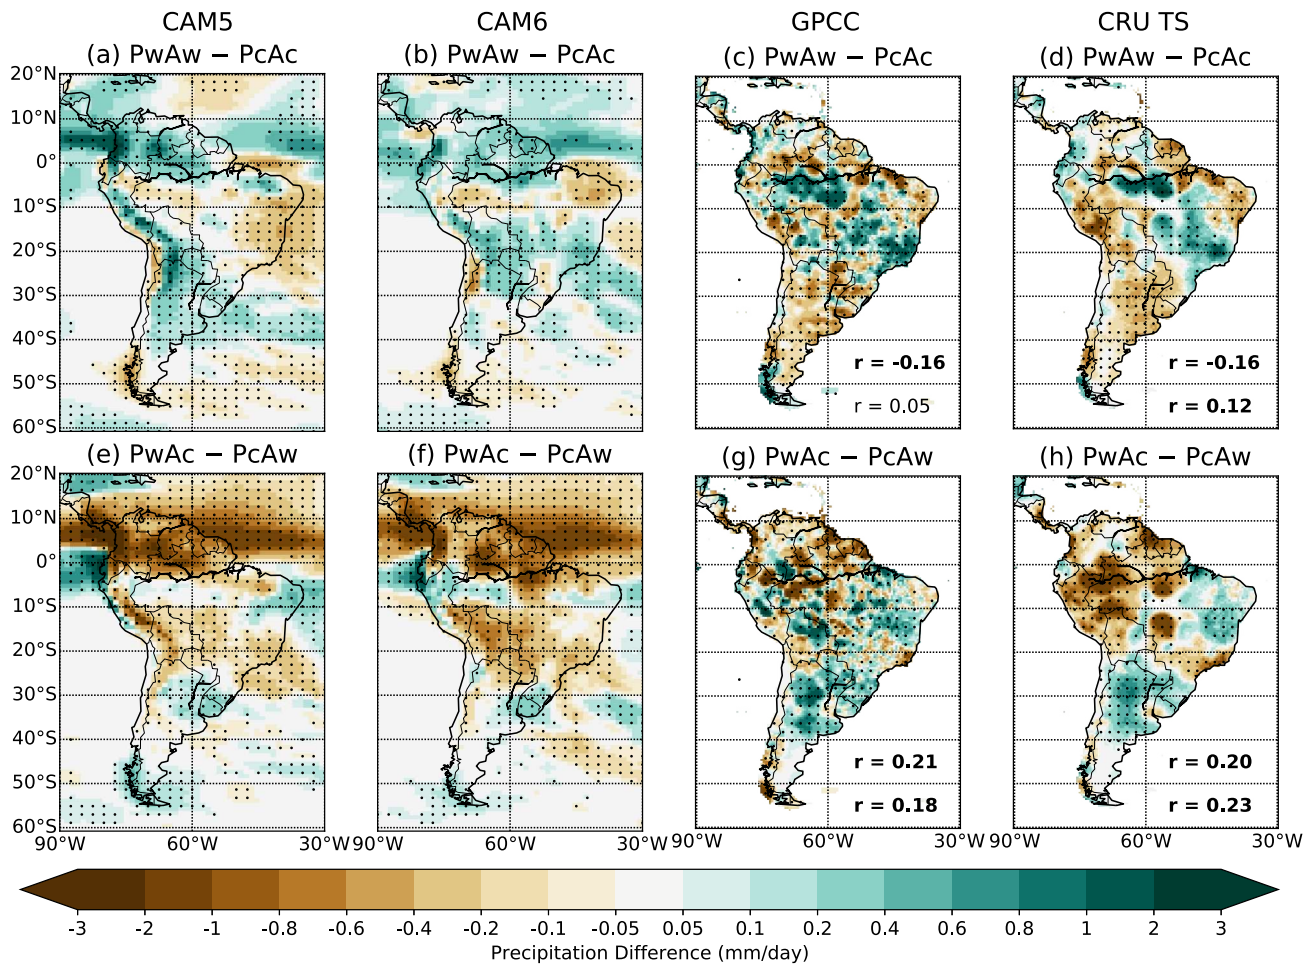 CAM5 CAM6 GPCC CRU TS
(a) PwAw − PcAc (b) PwAw − PcAc (c) PwAw − PcAc (d) PwAw − PcAc
20°N
10°N
0°
10°S
20°S
30°S
40°S
50°S
60°S
r = -0.16 r = -0.16
r = 0.05 r = 0.12
(e) PwAc − PcAw (f) PwAc − PcAw (g) PwAc − PcAw (h) PwAc − PcAw
20°N
10°N
0°
10°S
20°S
30°S
40°S
50°S
60°S
r = 0.21 r = 0.20
r = 0.18 r = 0.23
90°W 60°W 30°W 90°W 60°W 30°W 90°W 60°W 30°W 90°W 60°W 30°W
-3 -2 -1 -0.8 -0.6 -0.4 -0.2 -0.1 -0.05 0.05 0.1 0.2 0.4 0.6 0.8 1 2 3
Precipitation Difference (mm/day)